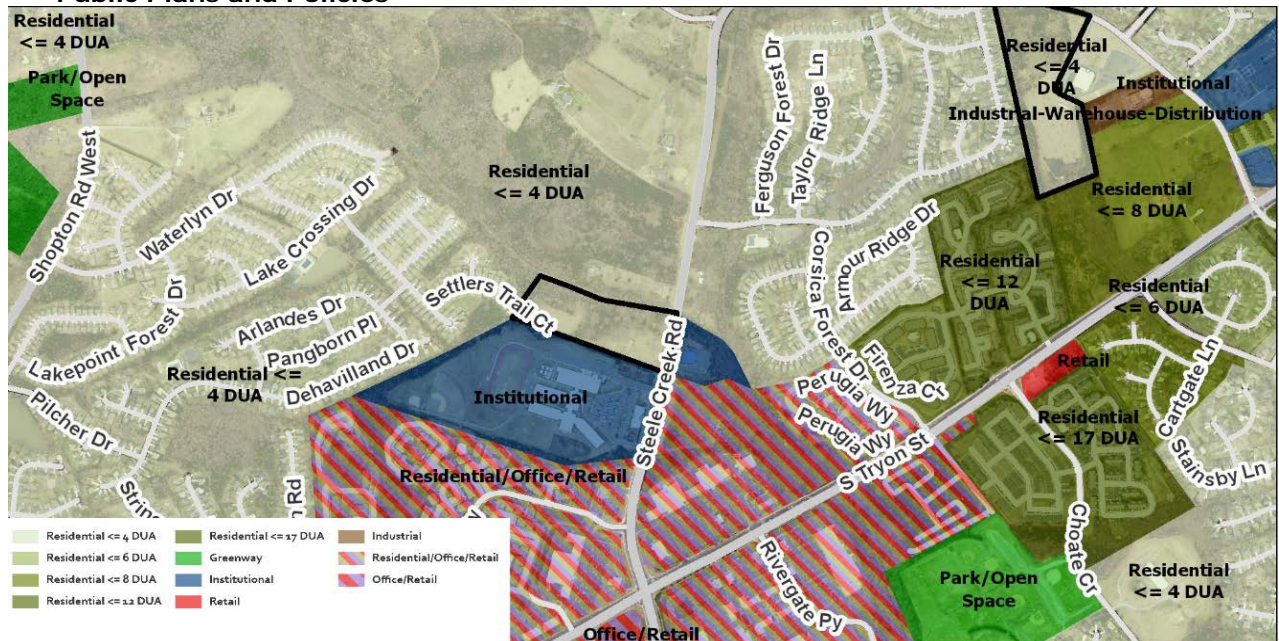 Public Plans and Policies
Residential
<= 4 DUA
Park/Open
Space
Shopton Rd West
Waterlyn Dr
Lake Crossing Dr
Lakepoint Forest Dr
Arlandes Dr
Pangborn Pl
Settlers Trail Ct
Dehavilland Dr
Residential <=
4 DUA
Pilcher Dr
Residential
<= 4 DUA
Institutional
Steele Creek Rd
Residential/Office/Retail
Ferguson Forest Dr
Taylor Ridge Ln
Corsica Forest Dr
Armour Ridge Dr
Firenza Ct
Perugia Wy
Perugia Wy
S Tryon St
Residential
<= 4
DUA
Institutional
Industrial-Warehouse-Distribution
Residential
<= 8 DUA
Residential
<= 12
DUA
Residential
<= 6 DUA
Retail
Residential
<= 17 DUA
Cartgate Ln
Stainsby Ln
Choate Cr
Rivergate Py
Park/Open
Space
Residential
<= 4 DUA
Office/Retail
Rd
Residential <= 4 DUA
Residential <= 6 DUA
Residential <= 8 DUA
Residential <= 12 DUA
Residential <= 17 DUA
Greenway
Institutional
Retail
Industrial
Residential/Office/Retail
Office/Retail